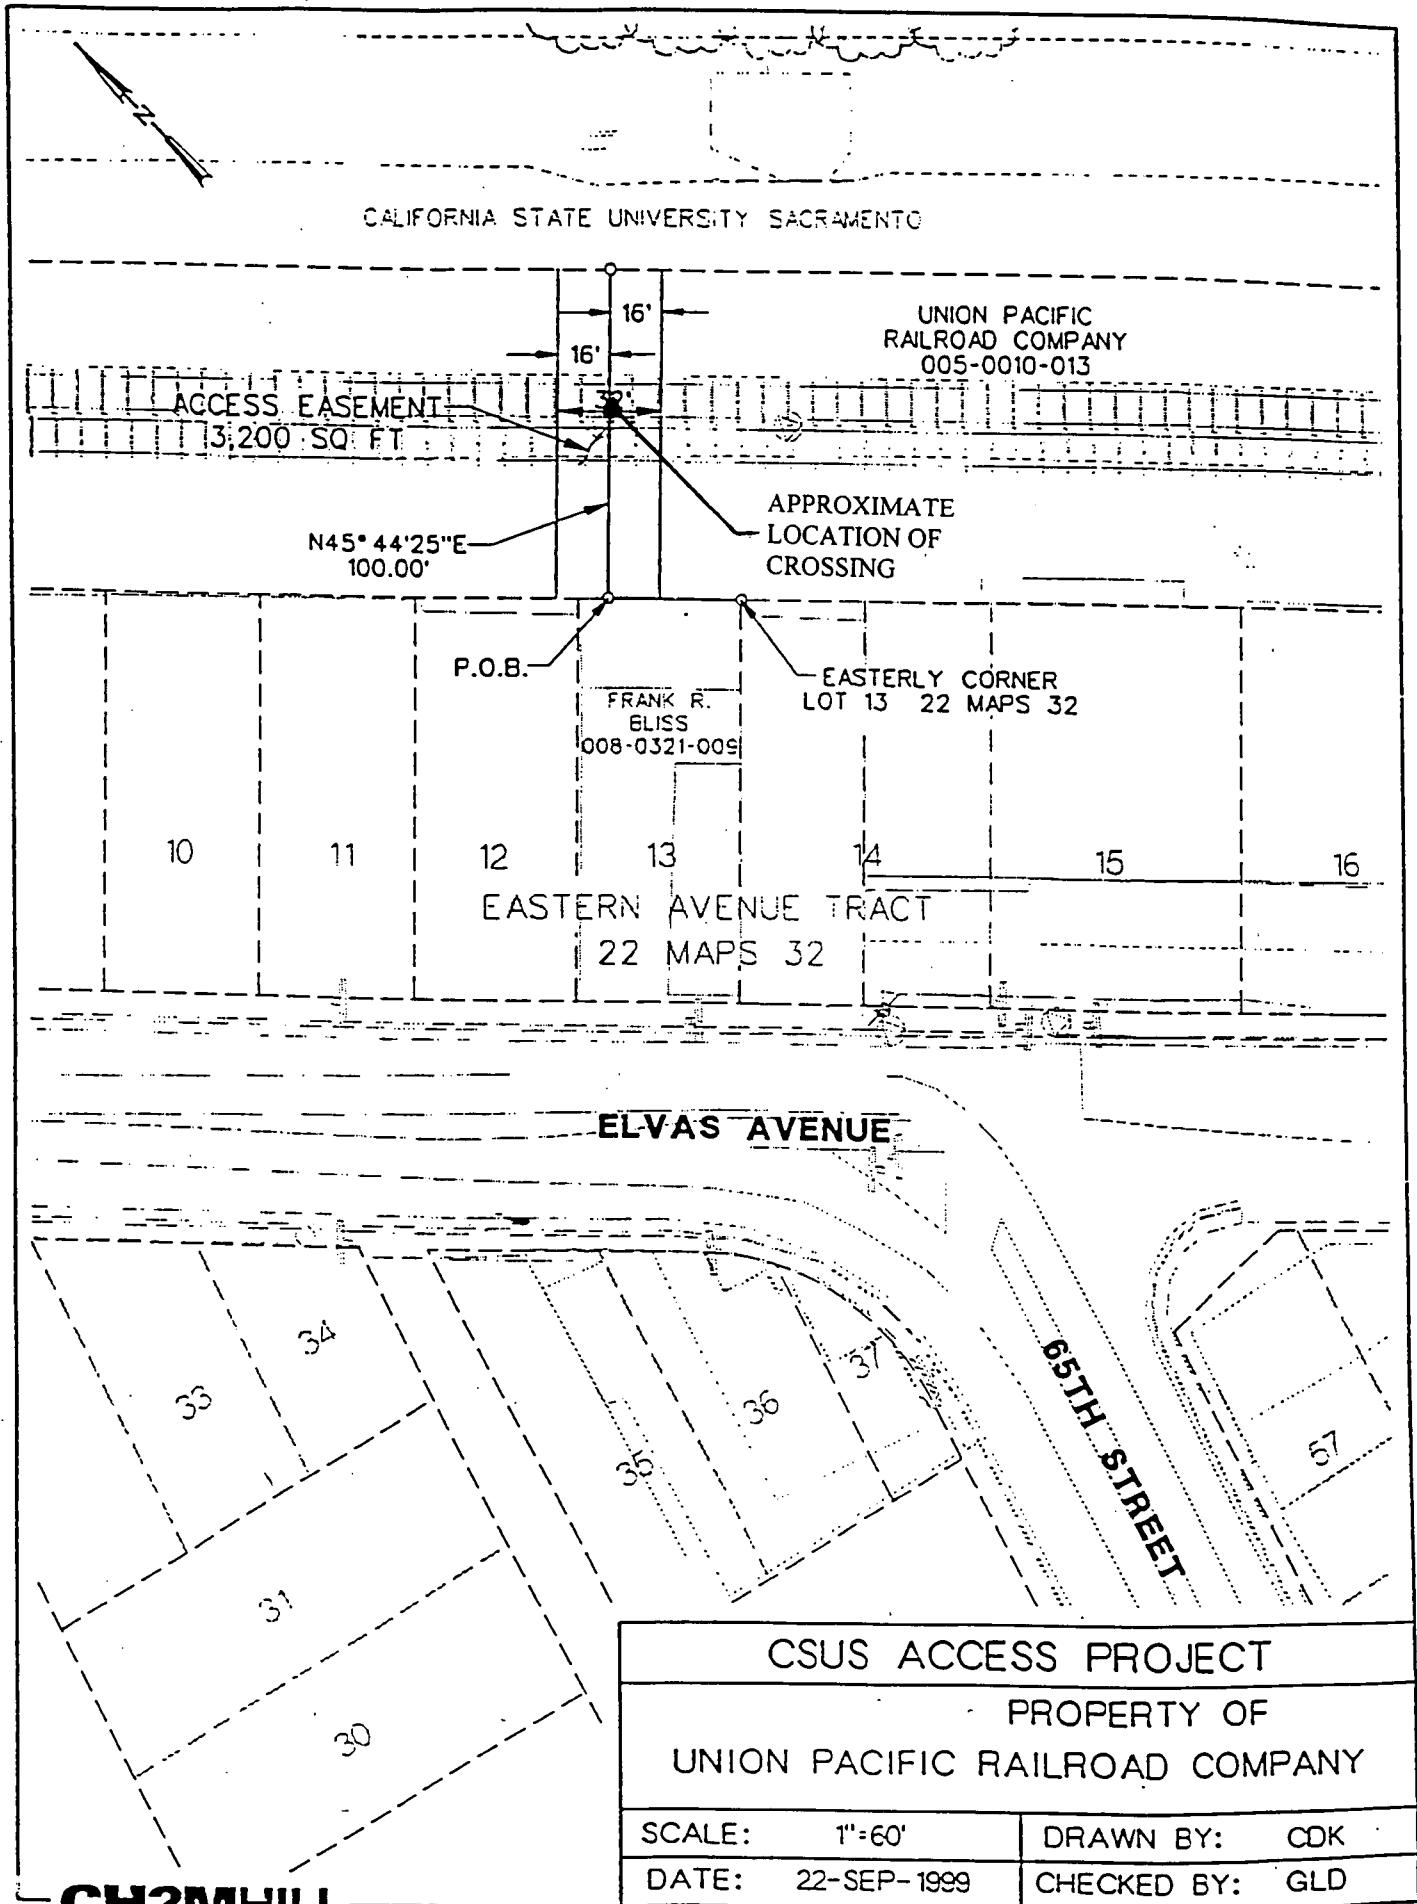 N
CALIFORNIA STATE UNIVERSITY SACRAMENTO
16'
UNION PACIFIC
RAILROAD COMPANY
005-0010-013
16'
32'
ACCESS EASEMENT
3,200 SQ FT
APPROXIMATE
LOCATION OF
CROSSING
N45°44'25"E
100.00'
P.O.B.
EASTERLY CORNER
LOT 13 22 MAPS 32
FRANK R.
BLISS
008-0321-009
10
11
12
13
14
15
16
EASTERN AVENUE TRACT
22 MAPS 32
ELVAS AVENUE
34
33
37
36
35
65TH STREET
57
31
30
CSUS ACCESS PROJECT
PROPERTY OF
UNION PACIFIC RAILROAD COMPANY
SCALE: 1"=60'
DRAWN BY: CDK
DATE: 22-SEP-1999
CHECKED BY: GLD
CH2MHILL